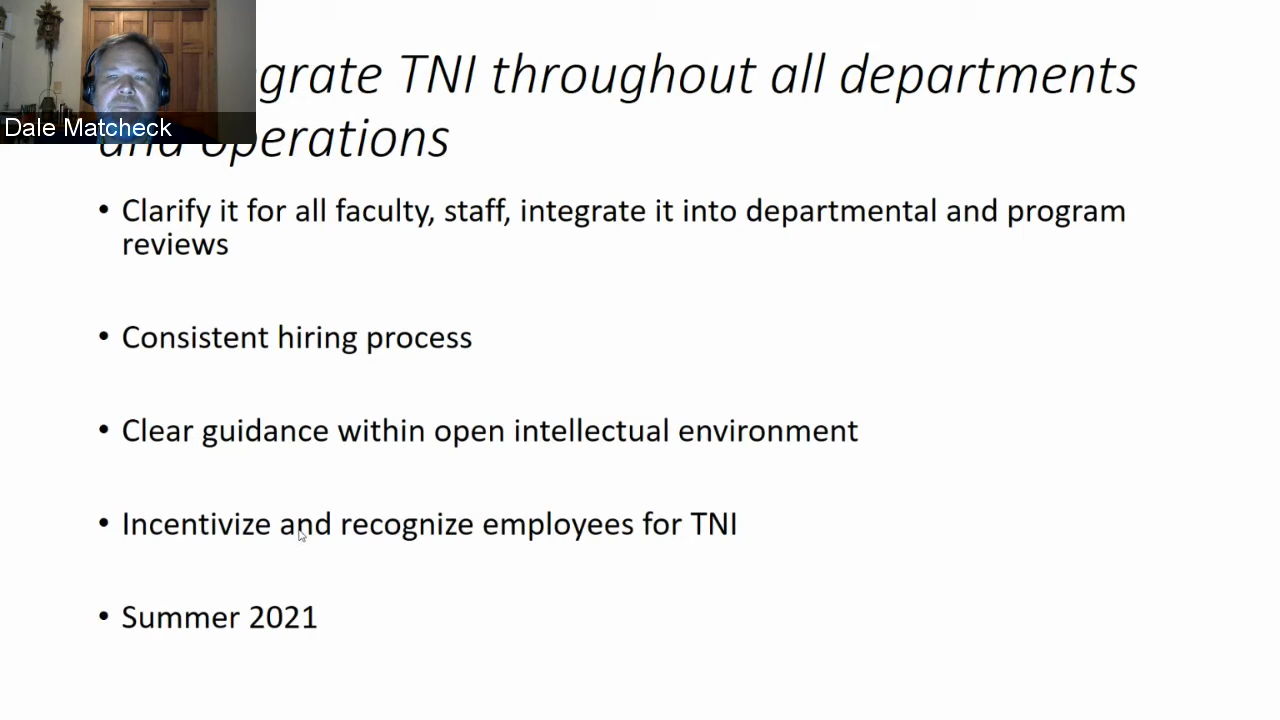 Dale Matcheck
grate TNI throughout all departments
and operations
• Clarify it for all faculty, staff, integrate it into departmental and program
reviews
• Consistent hiring process
• Clear guidance within open intellectual environment
• Incentivize and recognize employees for TNI
• Summer 2021